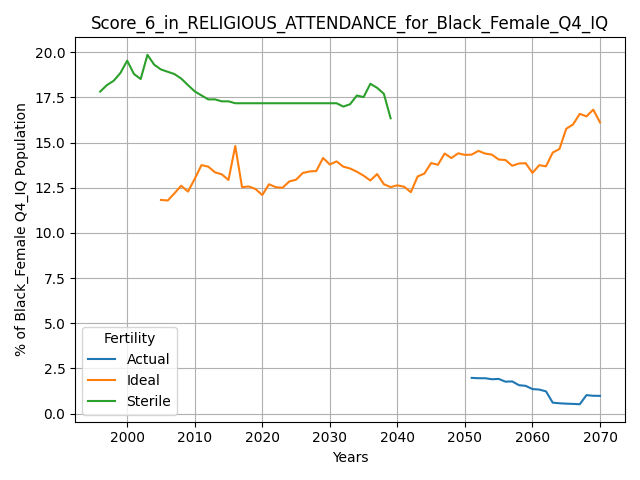 Score_6_in_RELIGIOUS_ATTENDANCE_for_Black_Female_Q4_IQ
% of Black_Female Q4_IQ Population
20.0
17.5
15.0
12.5
10.0
7.5
5.0
2.5
0.0
Fertility
Actual
Ideal
Sterile
2000 2010 2020 2030 2040 2050 2060 2070
Years